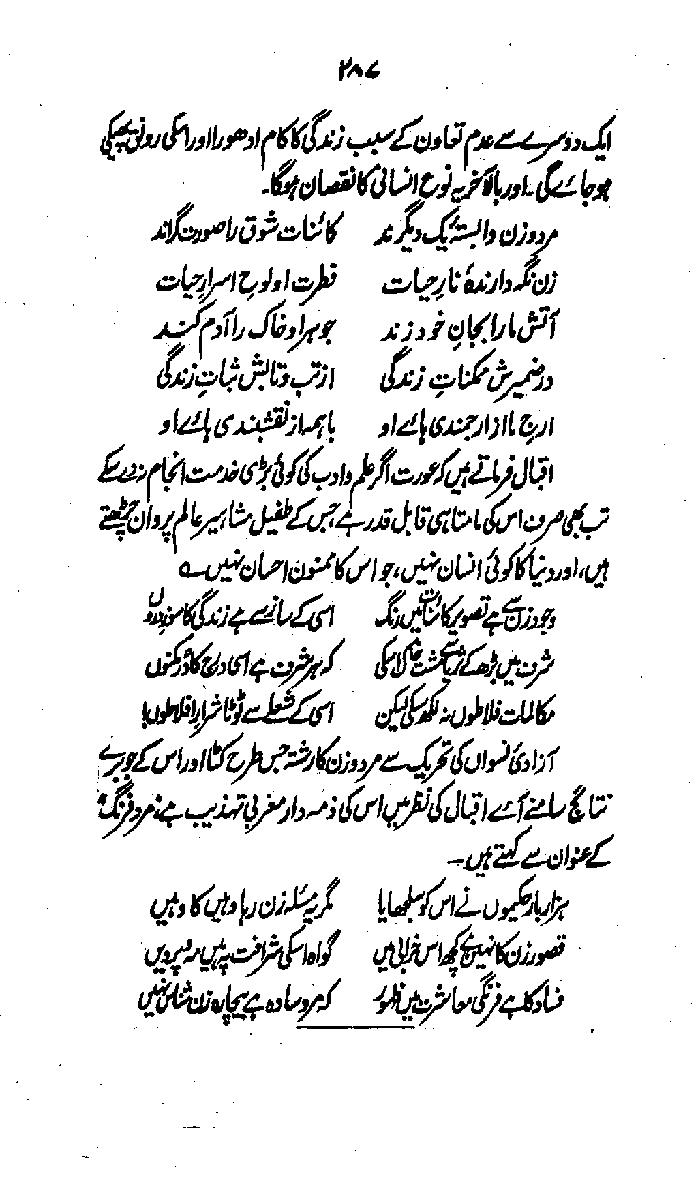 ۲۸۷
ایک دوسرے سے عدم تعاون کے سبب زندگی کا کام ادھورا اور اسکی رونق پھیکی
ہو جائے گی۔ اور بالآخر یہ نوع انسانی کا نقصان ہوگا۔
مرد و زن وابستۂ یک دیگرند کائنات شوق را صورت گراند
زن نگہ دارندۂ نارِ حیات فطرت او لوحِ اسرارِ حیات
آتش ما را بجانِ خود زند جوہر او خاک را آدم کند
در ضمیرش ممکناتِ زندگی از تب و تابش ثباتِ زندگی
ارجِ ما از ارجمندی ہائے او باہمہ از نقشبندی ہائے او
اقبال فرماتے ہیں کہ عورت اگر علم و ادب کی کوئی بڑی خدمت انجام نہ دے سکے
تب بھی صرف اس کی مامتا ہی قابل قدر ہے جس کے طفیل مشاہیر عالم پروان چڑھتے
ہیں، اور دنیا کا کوئی انسان نہیں، جو اس کا ممنون احسان نہیں ے
وجود زن سے ہے تصویر کائنات میں رنگ اسی کے ساز سے ہے زندگی کا سوزِ دروں
شرف میں بڑھ کے ثریا سے مشت خاک اسکی کہ ہر شرف ہے اسی درج کا در مکنوں
مکالمات فلاطوں نہ لکھ سکی لیکن اسی کے شعلے سے ٹوٹا شرارِ افلاطوں!
آزادیٔ نسواں کی تحریک سے مرد و زن کا رشتہ جس طرح کٹا اور اس کے جو برے
نتائج سامنے آئے اقبال کی نظر میں اس کی ذمہ دار مغربی تہذیب ہے، "مرد فرنگ"
کے عنوان سے کہتے ہیں۔
ہزار بار حکیموں نے اس کو سلجھایا مگر یہ مسئلہ زن رہا وہیں کا وہیں
قصور زن کا نہیں ہے کچھ اس خرابی میں گواہ اسکی شرافت پہ ہیں مہ و پرویں
فساد کا ہے فرنگی معاشرت میں ظہور کہ مرد سادہ ہے بیچارہ زن شناس نہیں